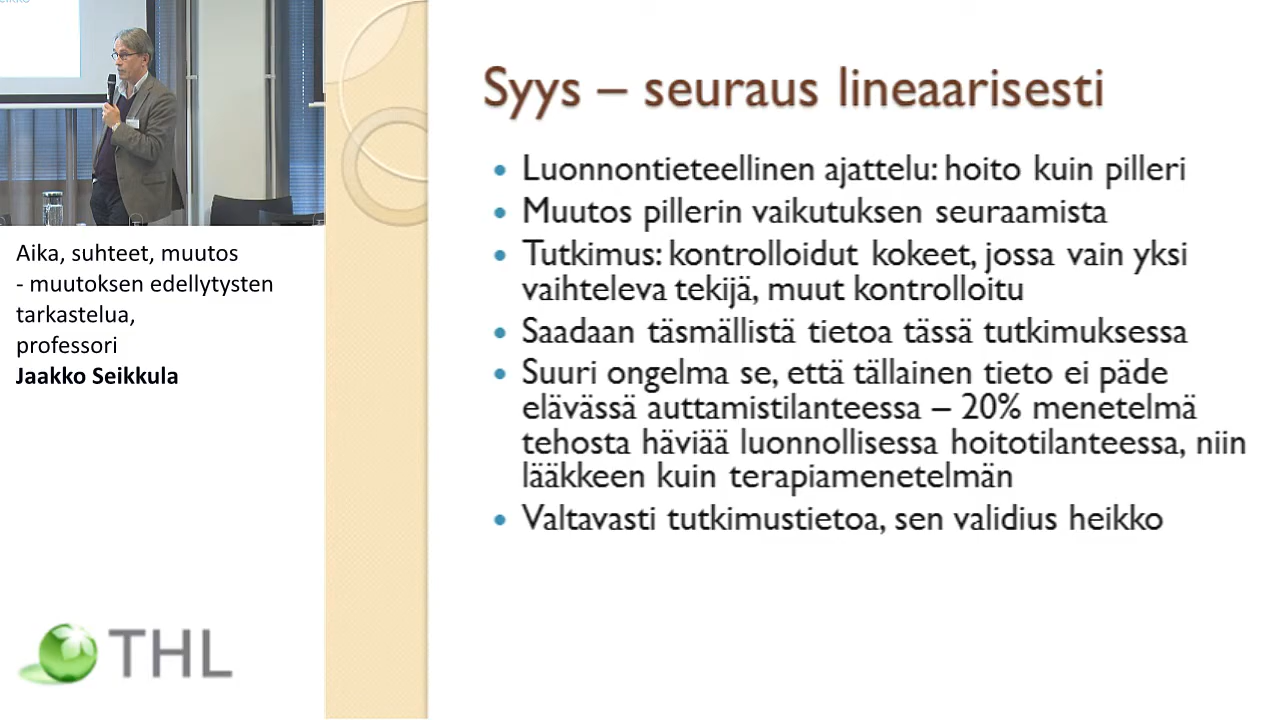 Aika, suhteet, muutos
- muutoksen edellytysten
tarkastelua,
professori
Jaakko Seikkula
THL
Syys – seuraus lineaarisesti
• Luonnontieteellinen ajattelu: hoito kuin pilleri
• Muutos pillerin vaikutuksen seuraamista
• Tutkimus: kontrolloidut kokeet, jossa vain yksi
vaihteleva tekijä, muut kontrolloitu
• Saadaan täsmällistä tietoa tässä tutkimuksessa
• Suuri ongelma se, että tällainen tieto ei päde
elävässä auttamistilanteessa – 20% menetelmä
tehosta häviää luonnollisessa hoitotilanteessa, niin
lääkkeen kuin terapiamenetelmän
• Valtavasti tutkimustietoa, sen validius heikko